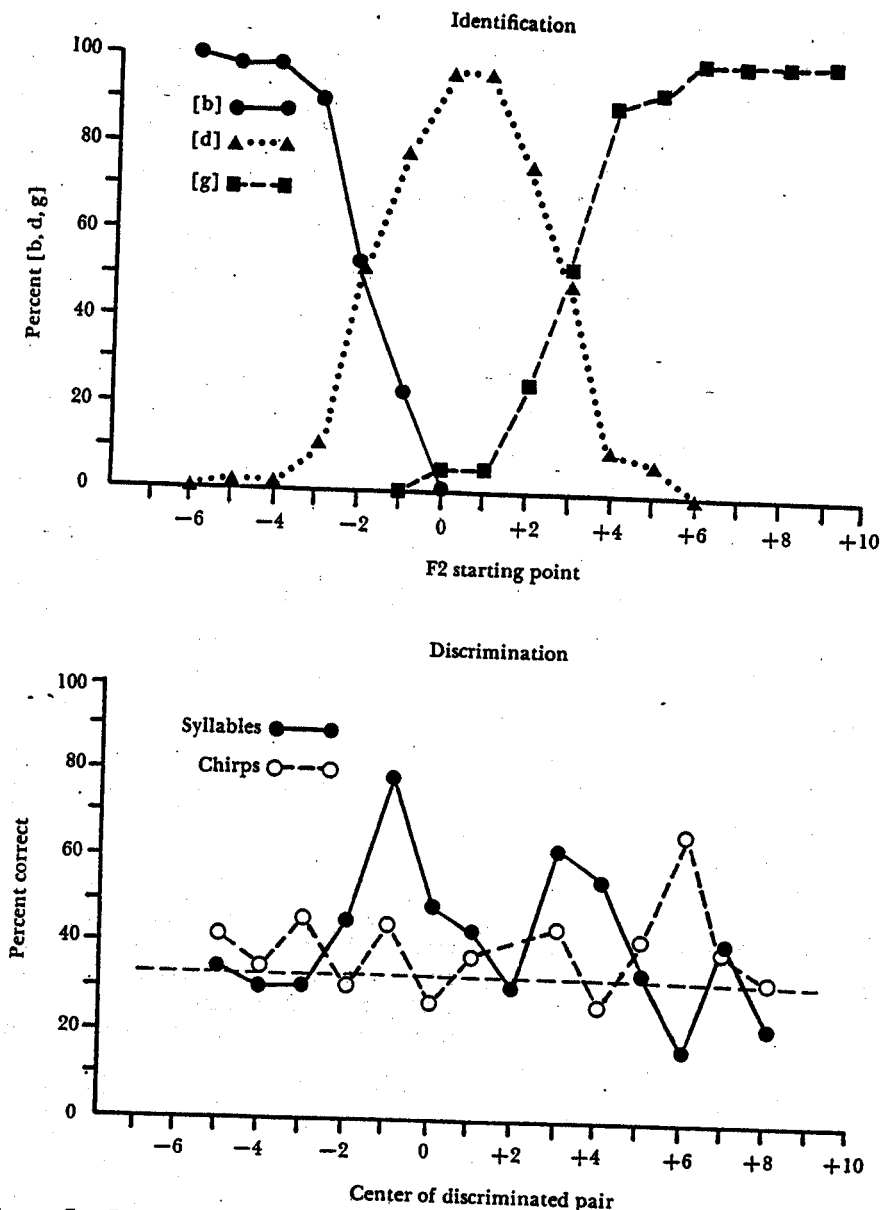 Identification
100
80
60
40
20
0
Percent [b, d, g]
[b]
[d]
[g]
−6 −4 −2 0 +2 +4 +6 +8 +10
F2 starting point
Discrimination
100
80
60
40
20
0
Percent correct
Syllables
Chirps
−6 −4 −2 0 +2 +4 +6 +8 +10
Center of discriminated pair